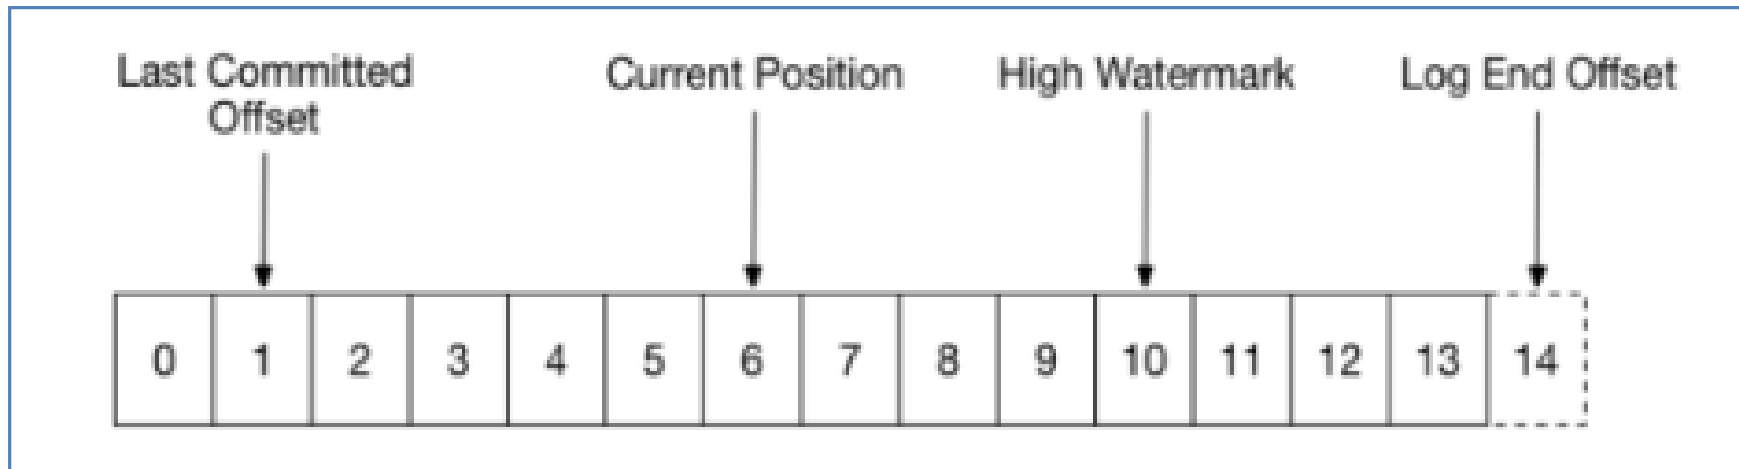 Last Committed
Offset
Current Position
High Watermark
Log End Offset
0 1 2 3 4 5 6 7 8 9 10 11 12 13 14